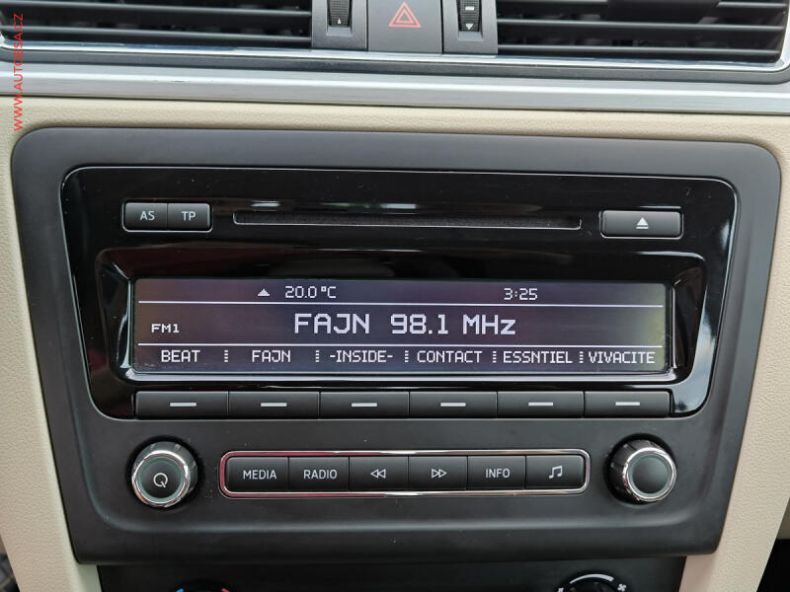 WWW.AUTOESA.CZ
AS TP
20.0 °C 3:25
FM1 FAJN 98.1 MHz
BEAT FAJN -INSIDE- CONTACT ESSNTIEL VIVACITE
MEDIA RADIO INFO